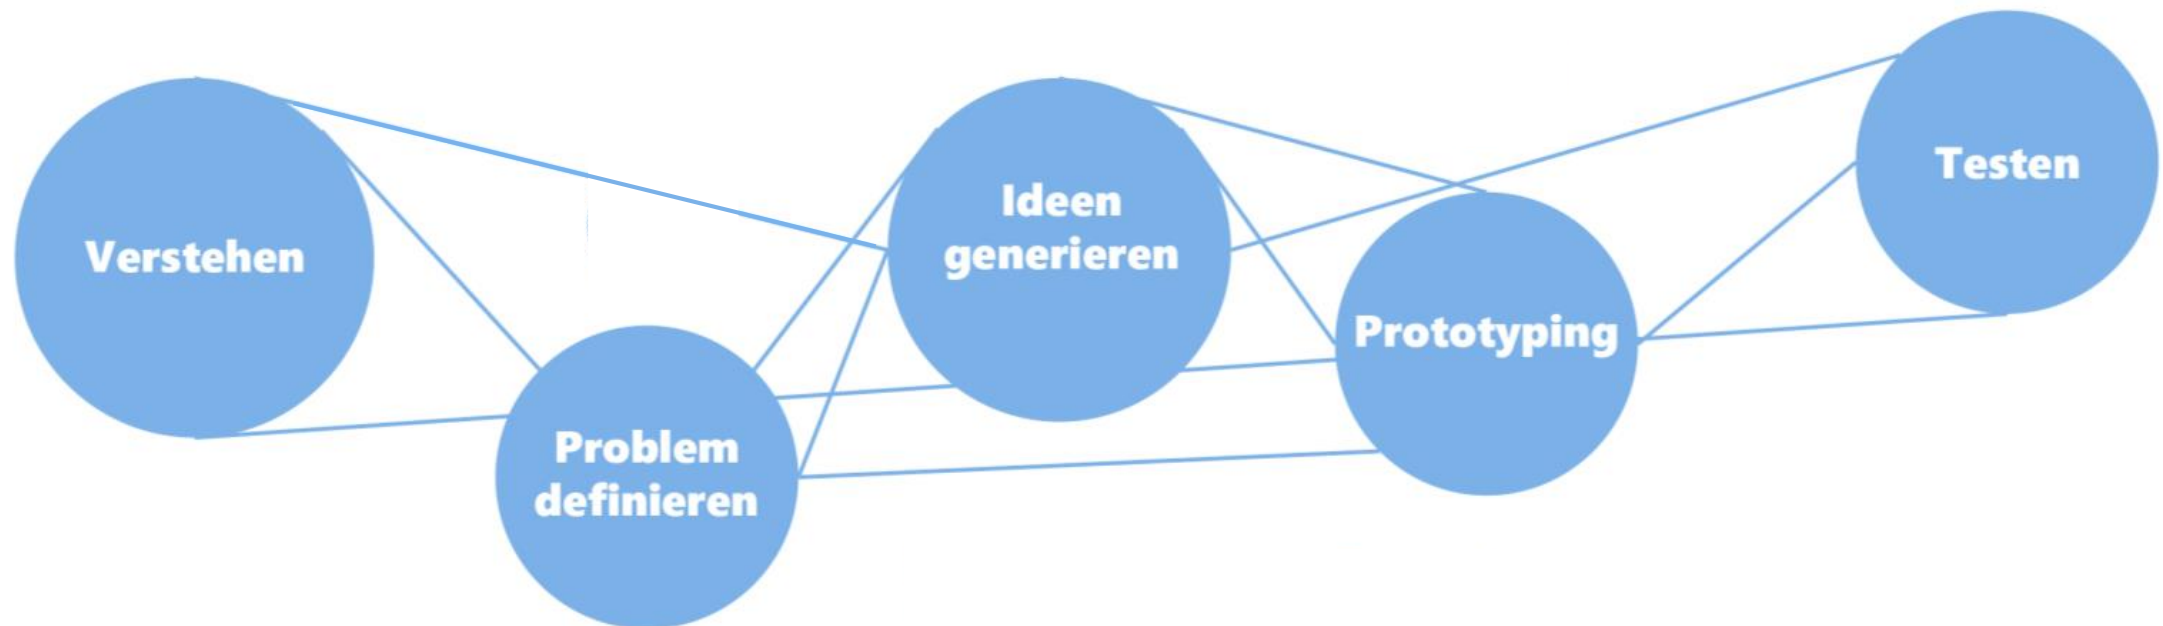 Verstehen
Problem
definieren
Ideen
generieren
Prototyping
Testen